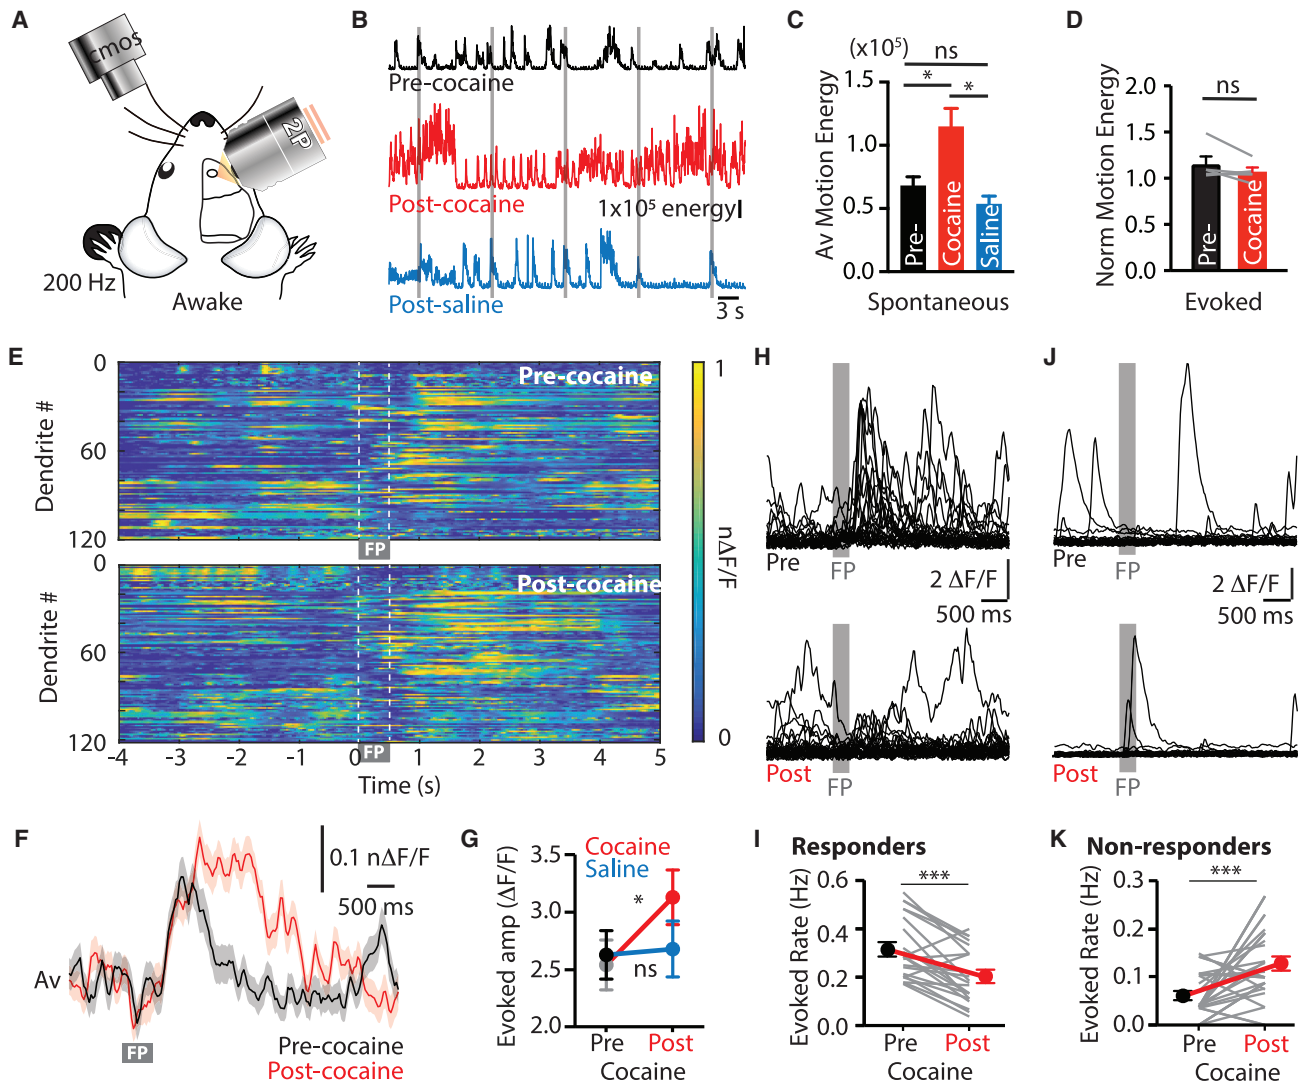 A
cmos
2P
200 Hz
Awake
B
Pre-cocaine
Post-cocaine
1x10⁵ energy
Post-saline
3 s
C
(x10⁵)
ns
*
*
Av Motion Energy
1.5
1.0
0.5
0.0
Pre-
Cocaine
Saline
Spontaneous
D
ns
Norm Motion Energy
2.0
1.5
1.0
0.5
0.0
Pre-
Cocaine
Evoked
E
Pre-cocaine
Dendrite #
0
60
120
FP
Post-cocaine
Dendrite #
0
60
120
FP
-4 -3 -2 -1 0 1 2 3 4 5
Time (s)
1
nΔF/F
0
H
Pre
FP
2 ΔF/F
500 ms
Post
FP
J
Pre
FP
2 ΔF/F
500 ms
Post
FP
F
0.1 nΔF/F
500 ms
Av
FP
Pre-cocaine
Post-cocaine
G
Cocaine
Saline
Evoked amp (ΔF/F)
3.5
3.0
2.5
2.0
*
ns
Pre Post
Cocaine
I
Responders
***
Evoked Rate (Hz)
0.6
0.4
0.2
0.0
Pre Post
Cocaine
K
Non-responders
***
Evoked Rate (Hz)
0.3
0.2
0.1
0.0
Pre Post
Cocaine